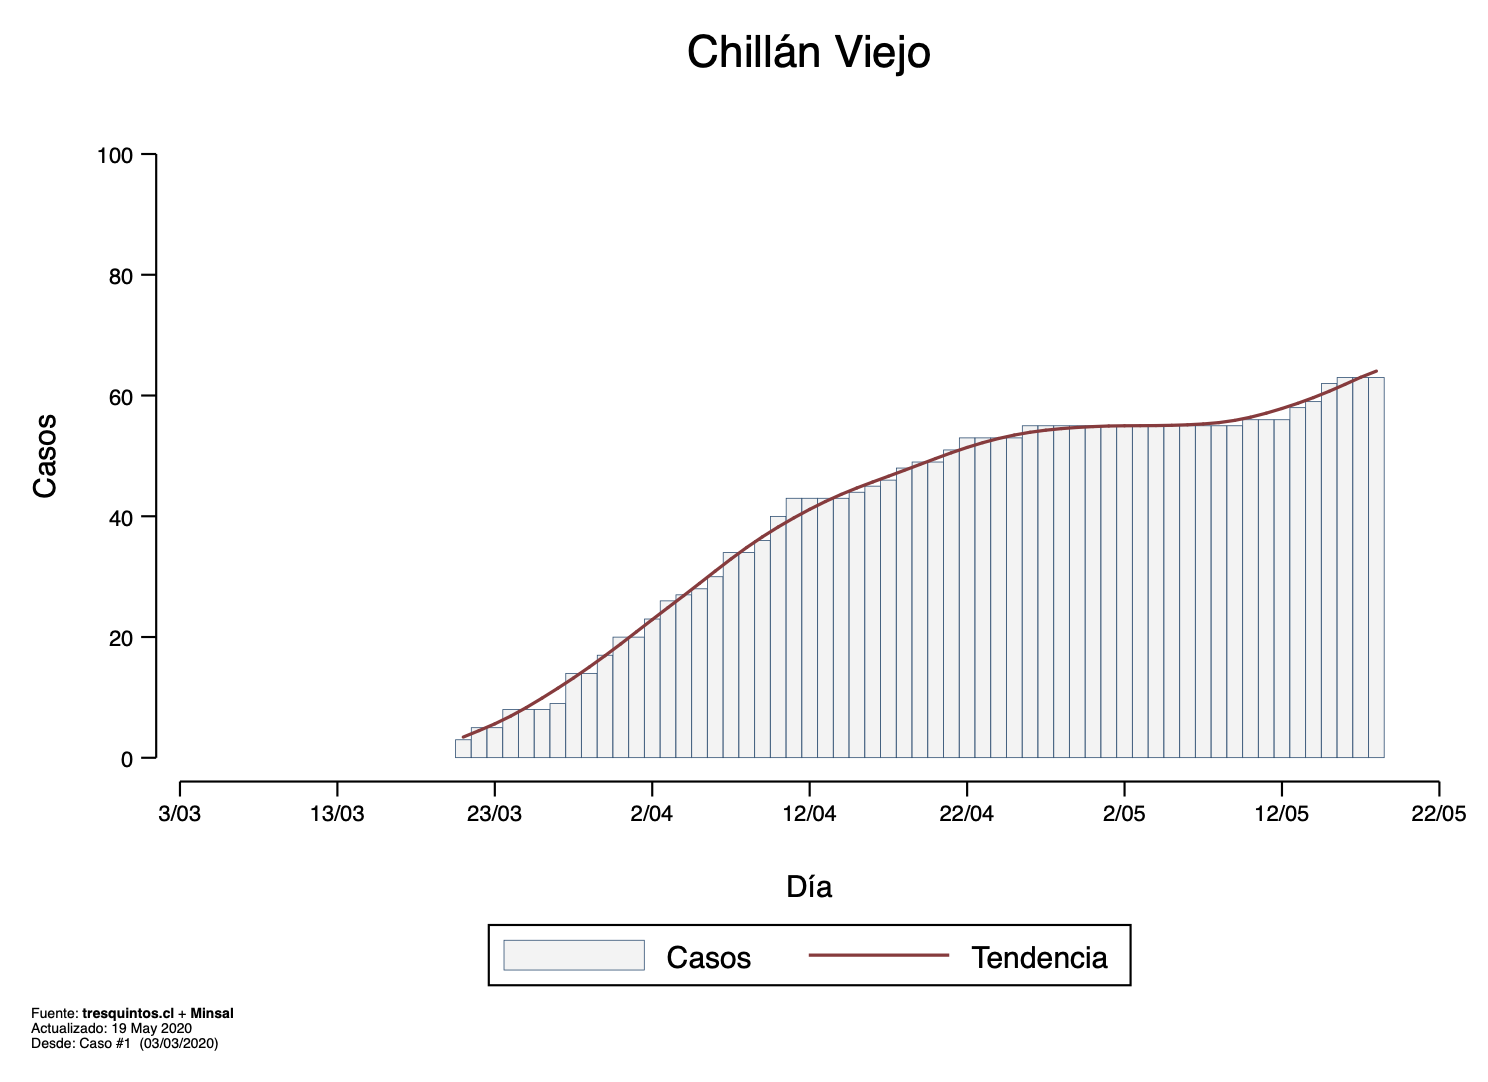 Chillán Viejo
100
80
60
40
20
0
Casos
3/03 13/03 23/03 2/04 12/04 22/04 2/05 12/05 22/05
Día
Casos Tendencia
Fuente: tresquintos.cl + Minsal
Actualizado: 19 May 2020
Desde: Caso #1 (03/03/2020)